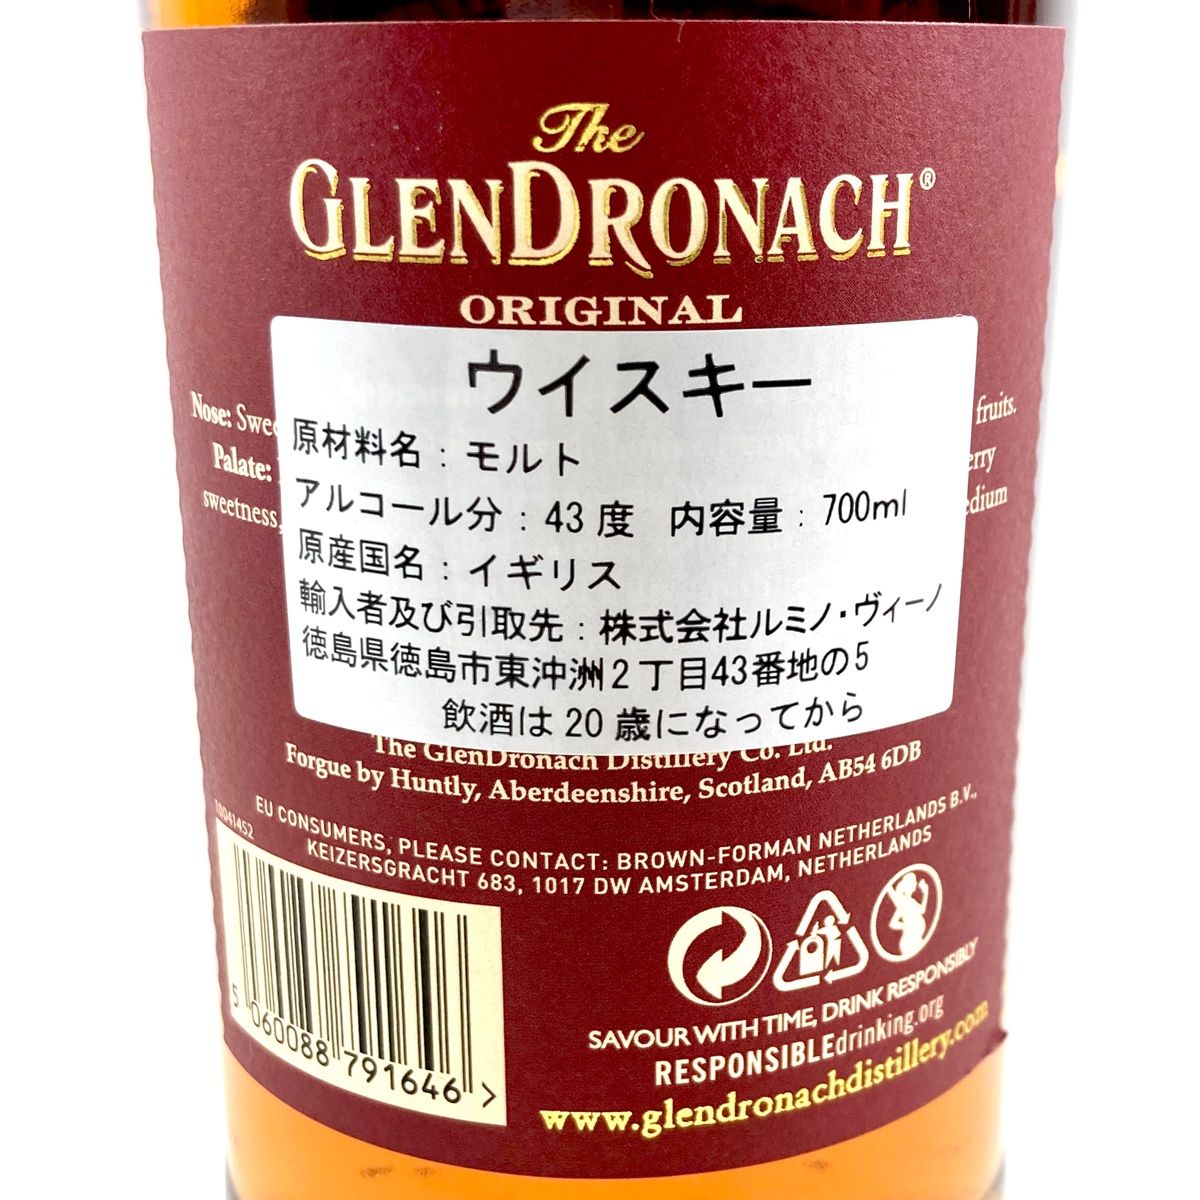 The
GLENDRONACH®
ORIGINAL
ウイスキー
Nose: fruits.
原材料名：モルト
Palate:
アルコール分：43度 内容量：700ml
sweetness,
原産国名：イギリス
輸入者及び引取先：株式会社ルミノ・ヴィーノ
徳島県徳島市東沖洲2丁目43番地の5
飲酒は20歳になってから
The GlenDronach Distillery Co. Ltd.
Forgue by Huntly, Aberdeenshire, Scotland, AB54 6DB
10041452
EU CONSUMERS, PLEASE CONTACT: BROWN-FORMAN NETHERLANDS B.V.,
KEIZERSGRACHT 683, 1017 DW AMSTERDAM, NETHERLANDS
5 060088 791646 >
SAVOUR WITH TIME, DRINK RESPONSIBLY
RESPONSIBLEdrinking.org
www.glendronachdistillery.com